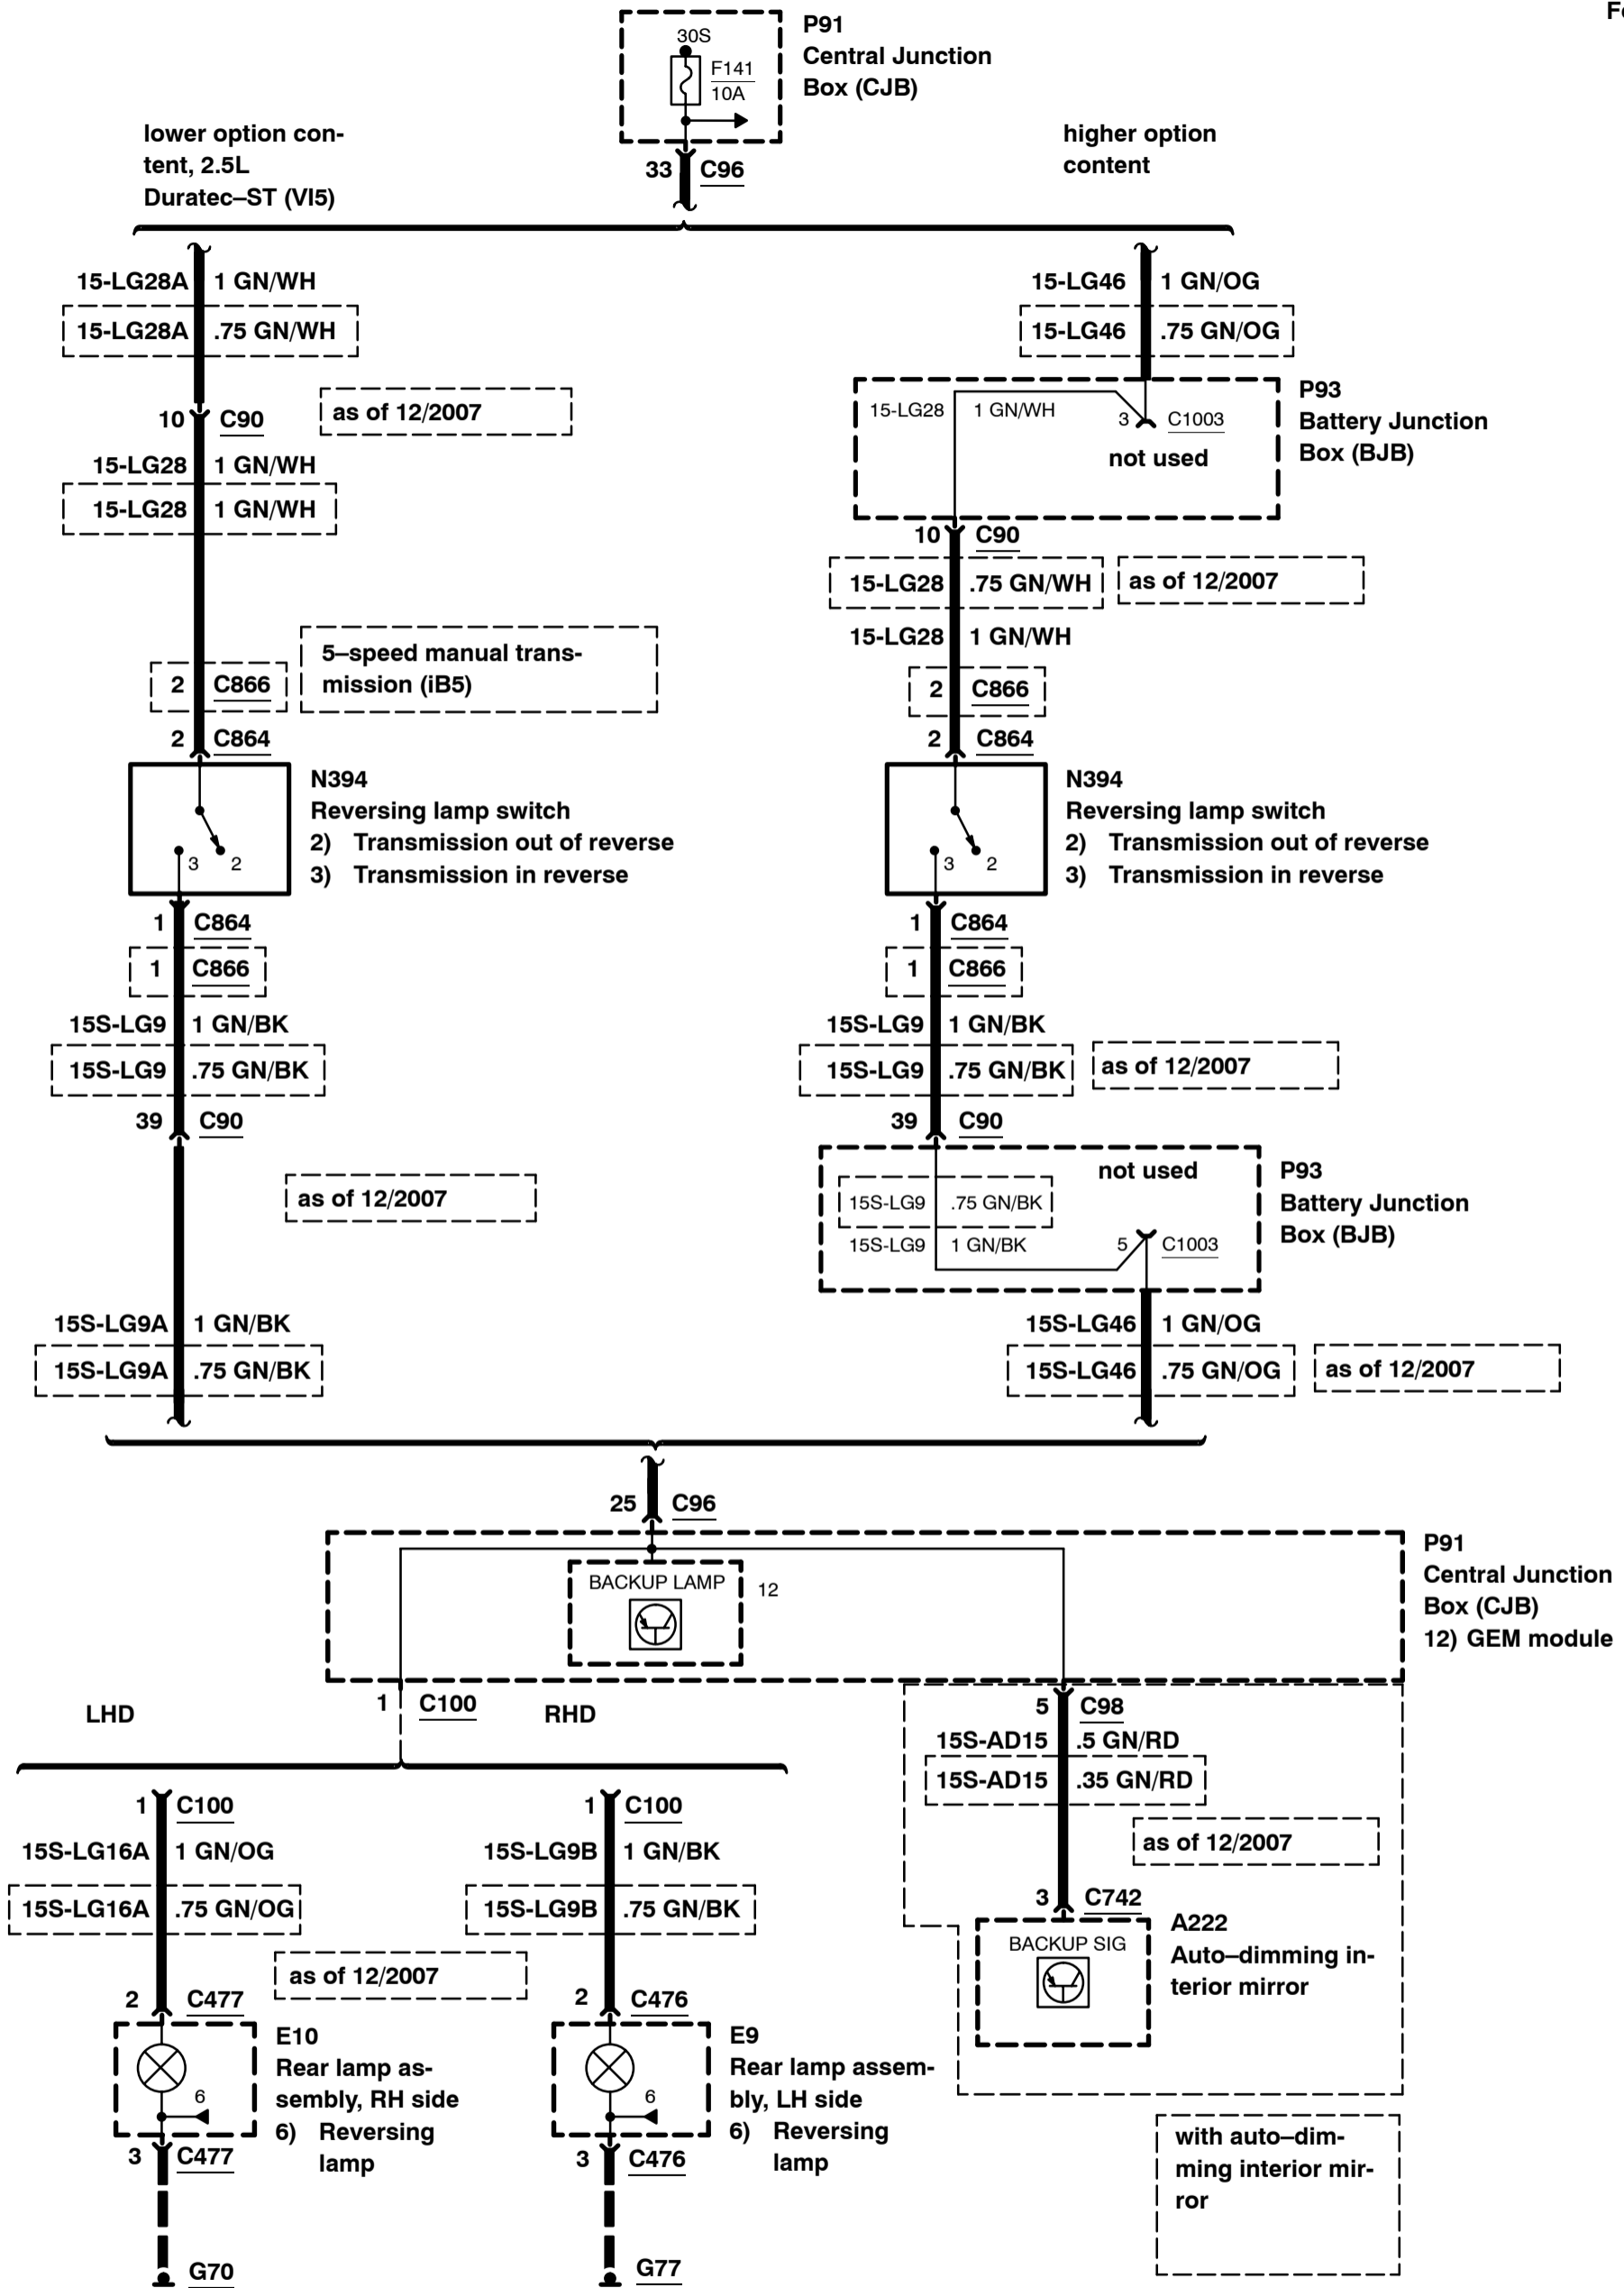 Fo
30S
F141
10A
P91
Central Junction
Box (CJB)
33 C96
lower option con-
tent, 2.5L
Duratec–ST (VI5)
higher option
content
15-LG28A 1 GN/WH
15-LG28A .75 GN/WH
as of 12/2007
10 C90
15-LG28 1 GN/WH
15-LG28 1 GN/WH
5–speed manual trans-
mission (iB5)
2 C866
2 C864
N394
Reversing lamp switch
2) Transmission out of reverse
3) Transmission in reverse
3 2
1 C864
1 C866
15S-LG9 1 GN/BK
15S-LG9 .75 GN/BK
39 C90
as of 12/2007
15S-LG9A 1 GN/BK
15S-LG9A .75 GN/BK
15-LG46 1 GN/OG
15-LG46 .75 GN/OG
15-LG28 1 GN/WH
3 C1003
not used
P93
Battery Junction
Box (BJB)
10 C90
15-LG28 .75 GN/WH
as of 12/2007
15-LG28 1 GN/WH
2 C866
2 C864
N394
Reversing lamp switch
2) Transmission out of reverse
3) Transmission in reverse
3 2
1 C864
1 C866
15S-LG9 1 GN/BK
15S-LG9 .75 GN/BK
as of 12/2007
39 C90
not used
15S-LG9 .75 GN/BK
15S-LG9 1 GN/BK
5 C1003
P93
Battery Junction
Box (BJB)
15S-LG46 1 GN/OG
15S-LG46 .75 GN/OG
as of 12/2007
25 C96
BACKUP LAMP
12
P91
Central Junction
Box (CJB)
12) GEM module
1 C100
LHD
RHD
1 C100
15S-LG16A 1 GN/OG
15S-LG16A .75 GN/OG
as of 12/2007
2 C477
E10
Rear lamp as-
sembly, RH side
6) Reversing
lamp
6
3 C477
G70
1 C100
15S-LG9B 1 GN/BK
15S-LG9B .75 GN/BK
2 C476
E9
Rear lamp assem-
bly, LH side
6) Reversing
lamp
6
3 C476
G77
5 C98
15S-AD15 .5 GN/RD
15S-AD15 .35 GN/RD
as of 12/2007
3 C742
BACKUP SIG
A222
Auto–dimming in-
terior mirror
with auto–dim-
ming interior mir-
ror